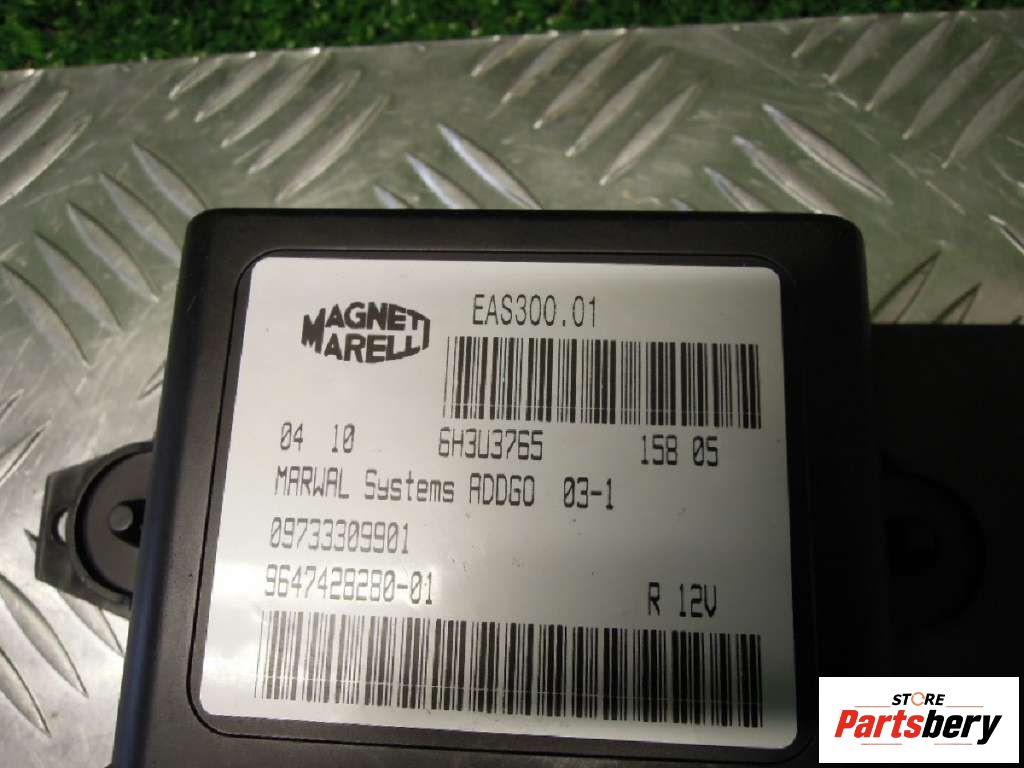 MAGNETI
MARELLI
EAS300.01
04 10 6H3U3765 158 05
MARWAL Systems ADDGO 03-1
09733309901
9647428280-01
R 12V
STORE
Partsbery